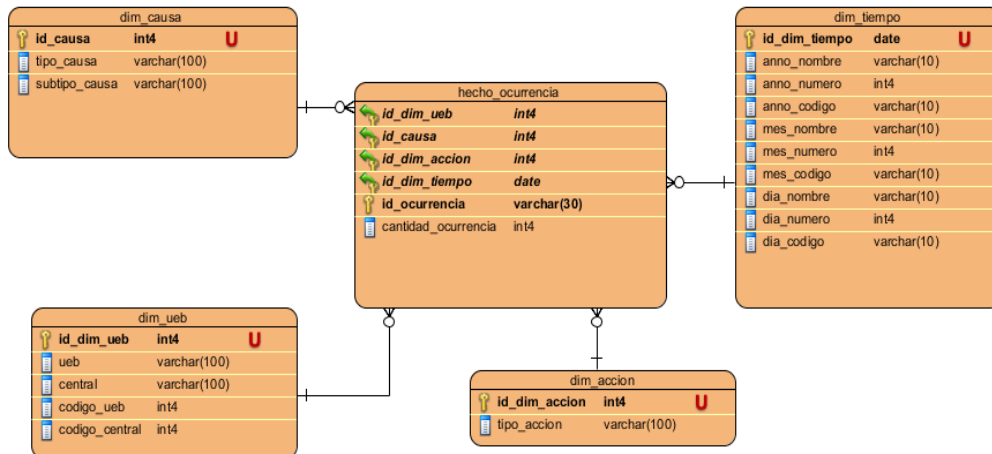 dim_causa
id_causa int4 U
tipo_causa varchar(100)
subtipo_causa varchar(100)
hecho_ocurrencia
id_dim_ueb int4
id_causa int4
id_dim_accion int4
id_dim_tiempo date
id_ocurrencia varchar(30)
cantidad_ocurrencia int4
dim_tiempo
id_dim_tiempo date U
anno_nombre varchar(10)
anno_numero int4
anno_codigo varchar(10)
mes_nombre varchar(10)
mes_numero int4
mes_codigo varchar(10)
dia_nombre varchar(10)
dia_numero int4
dia_codigo varchar(10)
dim_ueb
id_dim_ueb int4 U
ueb varchar(100)
central varchar(100)
codigo_ueb int4
codigo_central int4
dim_accion
id_dim_accion int4 U
tipo_accion varchar(100)